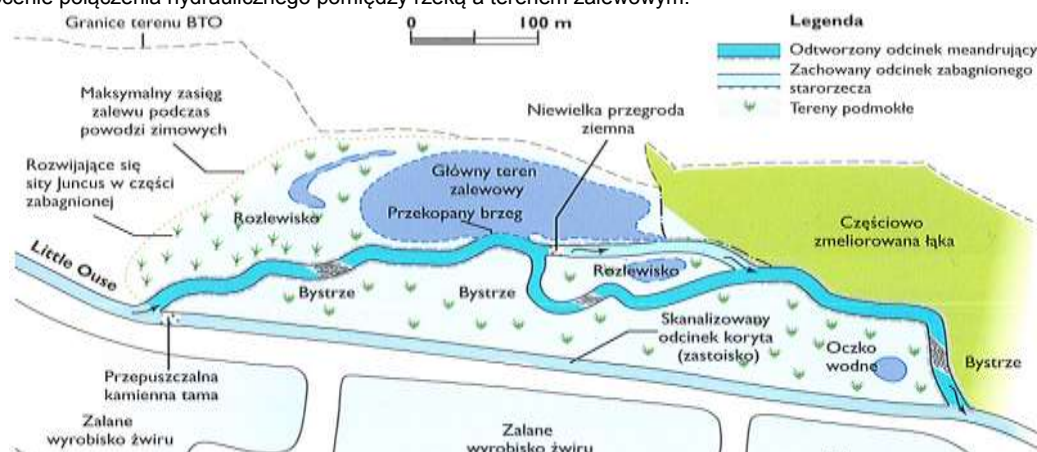 połączenia hydraulicznego pomiędzy rzeką a terenem zalewowym.
Granice terenu BTO
0 100 m
Legenda
Odtworzony odcinek meandrujący
Zachowany odcinek zabagnionego
starorzecza
Tereny podmokłe
Maksymalny zasięg
zalewu podczas
powodzi zimowych
Niewielka przegroda
ziemna
Rozwijające się
sity Juncus w części
zabagnionej
Główny teren
zalewowy
Rozlewisko
Przekopany brzeg
Częściowo
zmeliorowana łąka
Little Ouse
Rozlewisko
Bystrze
Bystrze
Skanalizowany
odcinek koryta
(zastoisko)
Oczko
wodne
Bystrze
Przepuszczalna
kamienna tama
Zalane
wyrobisko żwiru
Zalane
wyrobisko żwiru